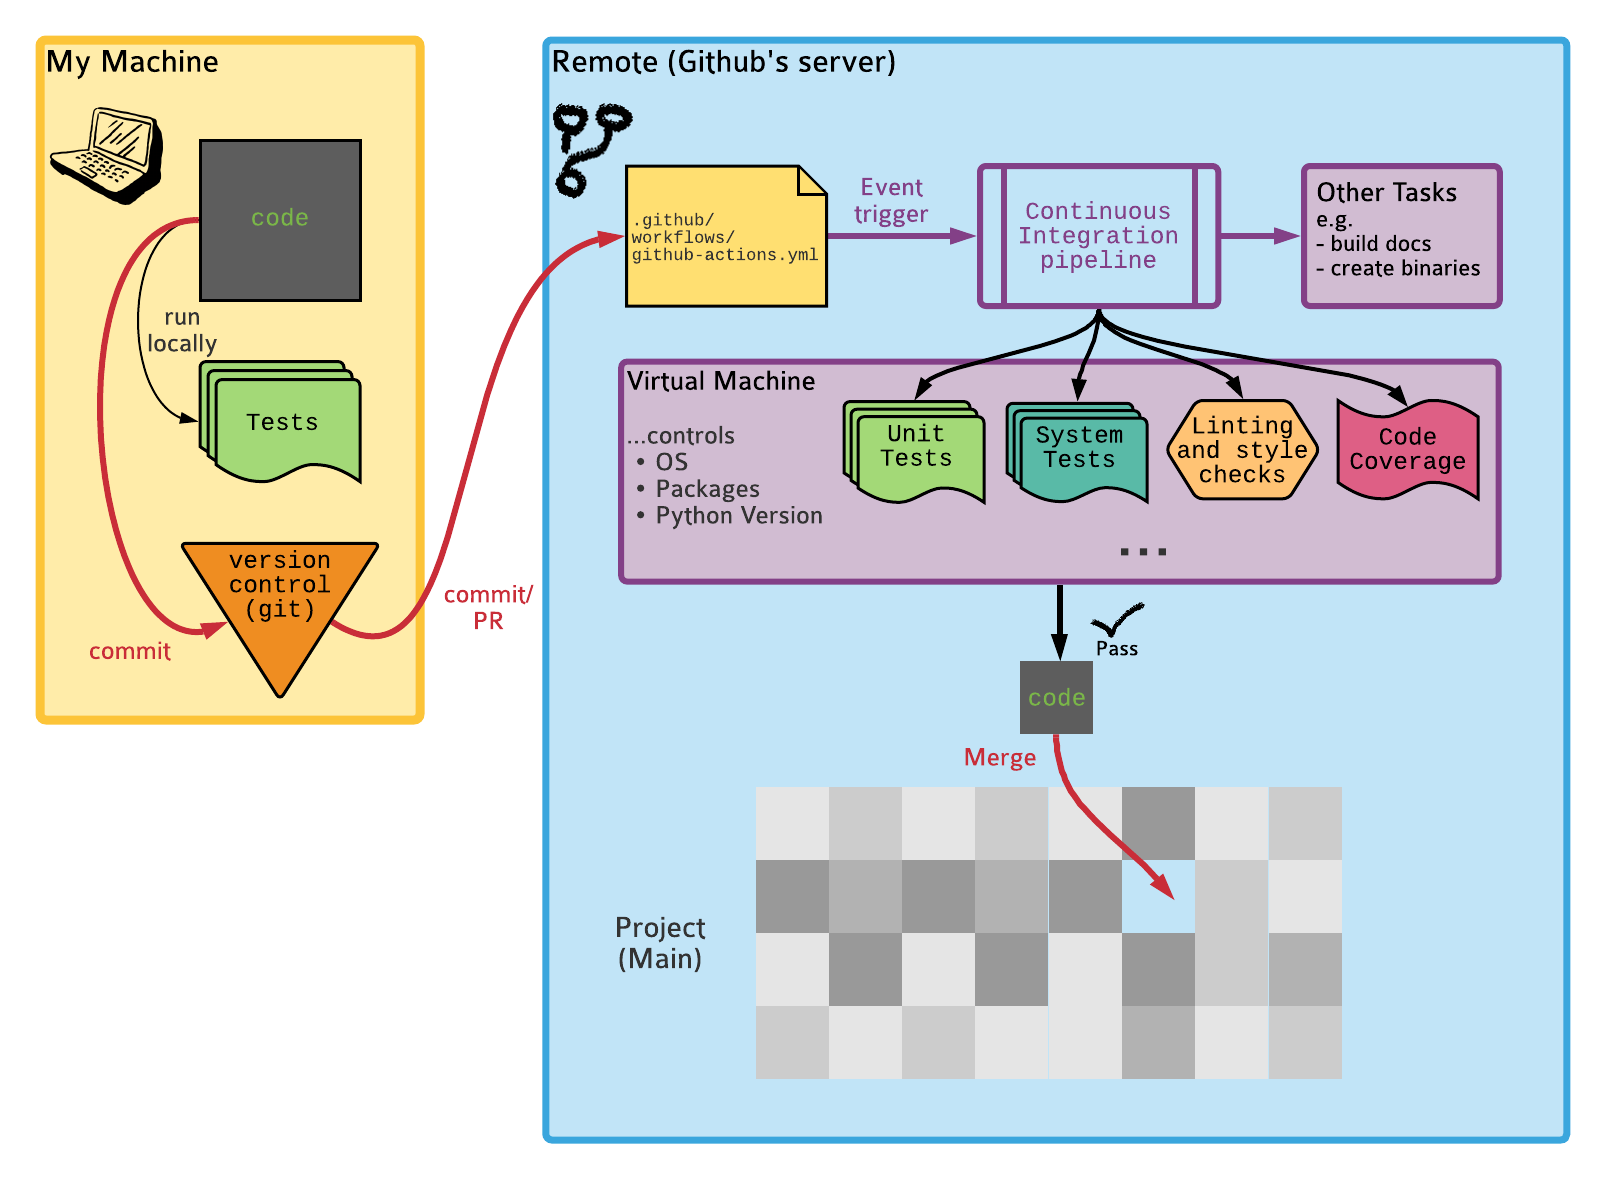 My Machine
code
run
locally
Tests
version
control
(git)
commit
commit/
PR
Remote (Github's server)
.github/
workflows/
github-actions.yml
Event
trigger
Continuous
Integration
pipeline
Other Tasks
e.g.
- build docs
- create binaries
Virtual Machine
...controls
• OS
• Packages
• Python Version
Unit
Tests
System
Tests
Linting
and style
checks
Code
Coverage
...
Pass
code
Merge
Project
(Main)